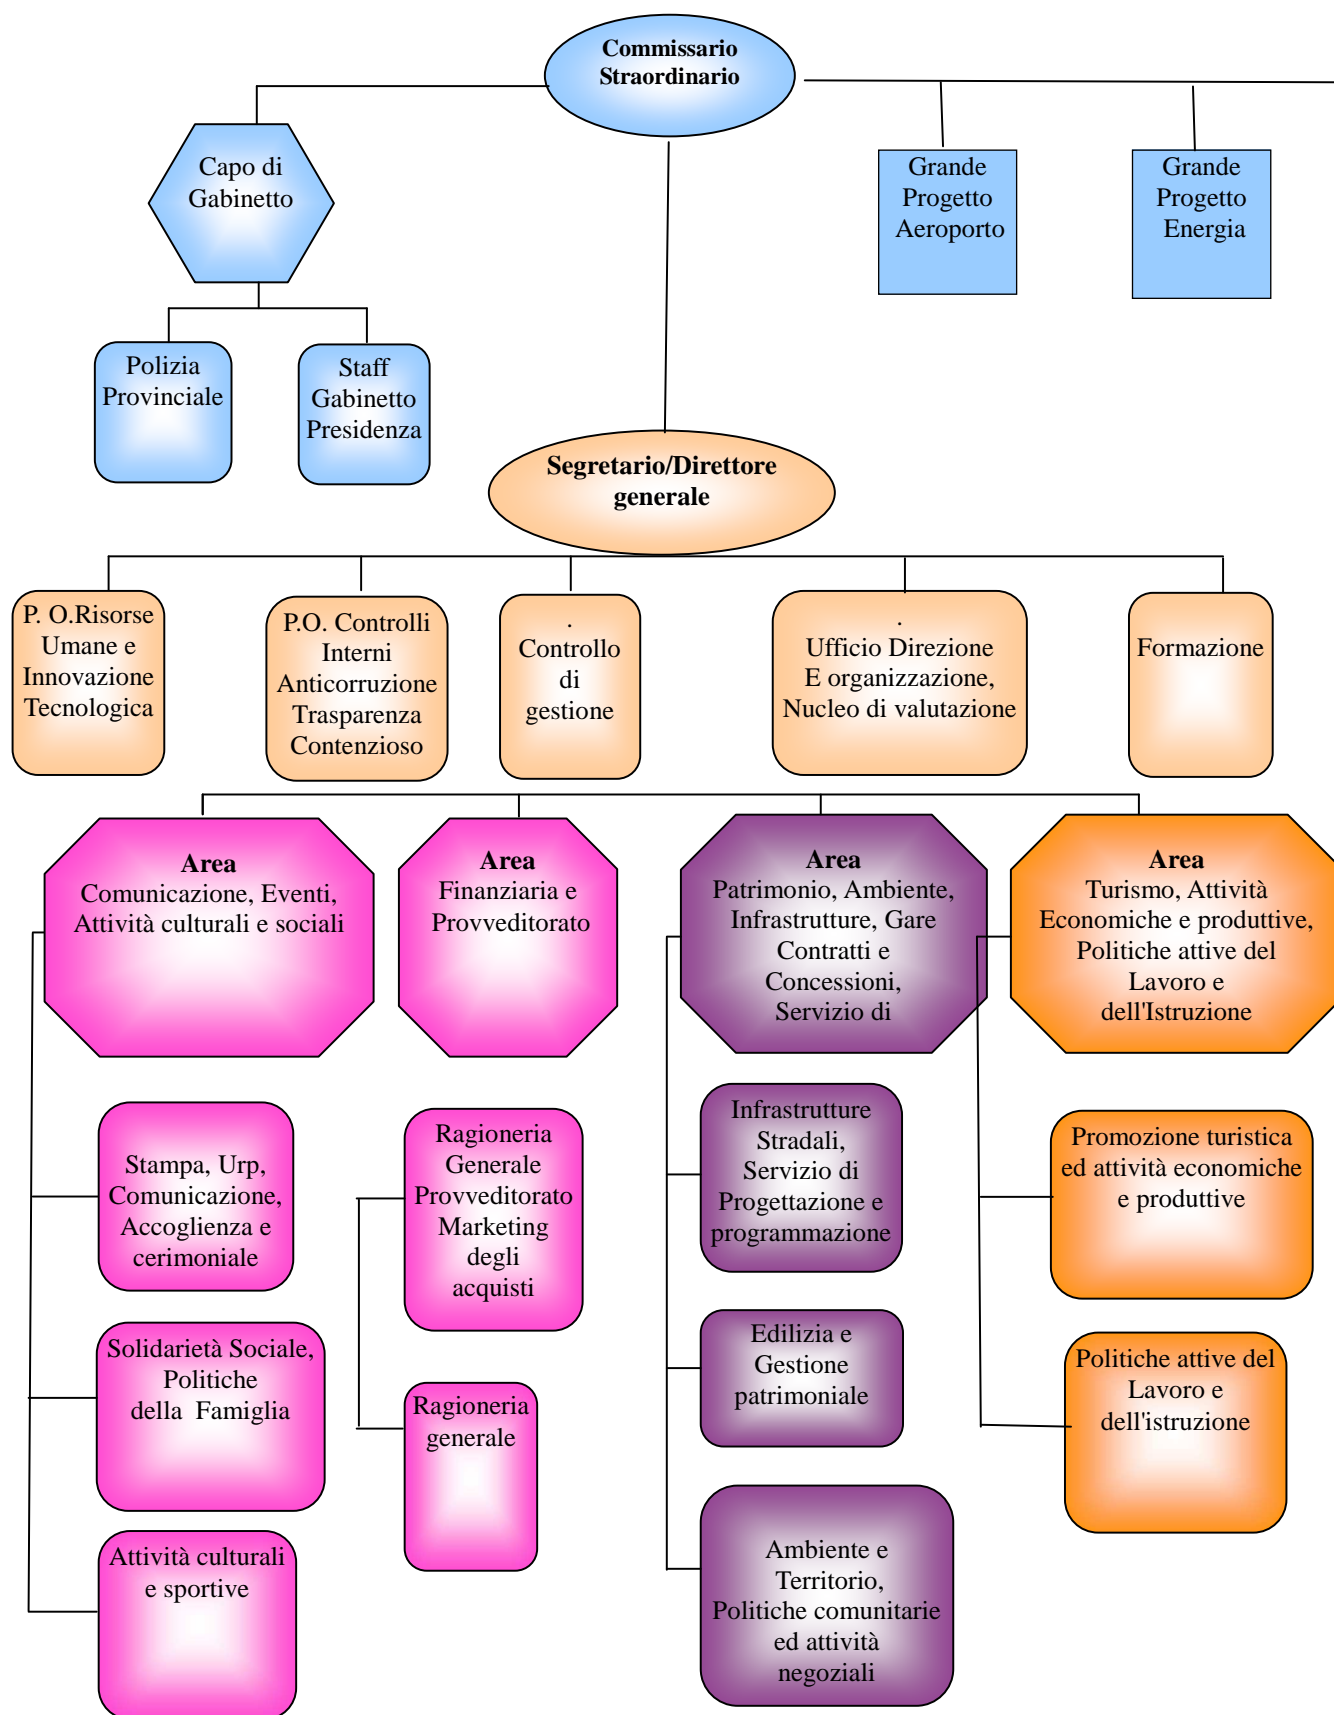 Commissario
Straordinario
Capo di
Gabinetto
Grande
Progetto
Aeroporto
Grande
Progetto
Energia
Polizia
Provinciale
Staff
Gabinetto
Presidenza
Segretario/Direttore
generale
P. O.Risorse
Umane e
Innovazione
Tecnologica
P.O. Controlli
Interni
Anticorruzione
Trasparenza
Contenzioso
.
Controllo
di
gestione
.
Ufficio Direzione
E organizzazione,
Nucleo di valutazione
Formazione
Area
Comunicazione, Eventi,
Attività culturali e sociali
Area
Finanziaria e
Provveditorato
Area
Patrimonio, Ambiente,
Infrastrutture, Gare
Contratti e
Concessioni,
Servizio di
Area
Turismo, Attività
Economiche e produttive,
Politiche attive del
Lavoro e
dell'Istruzione
Stampa, Urp,
Comunicazione,
Accoglienza e
cerimoniale
Ragioneria
Generale
Provveditorato
Marketing
degli
acquisti
Infrastrutture
Stradali,
Servizio di
Progettazione e
programmazione
Promozione turistica
ed attività economiche
e produttive
Solidarietà Sociale,
Politiche
della Famiglia
Ragioneria
generale
Edilizia e
Gestione
patrimoniale
Politiche attive del
Lavoro e
dell'istruzione
Attività culturali
e sportive
Ambiente e
Territorio,
Politiche comunitarie
ed attività
negoziali